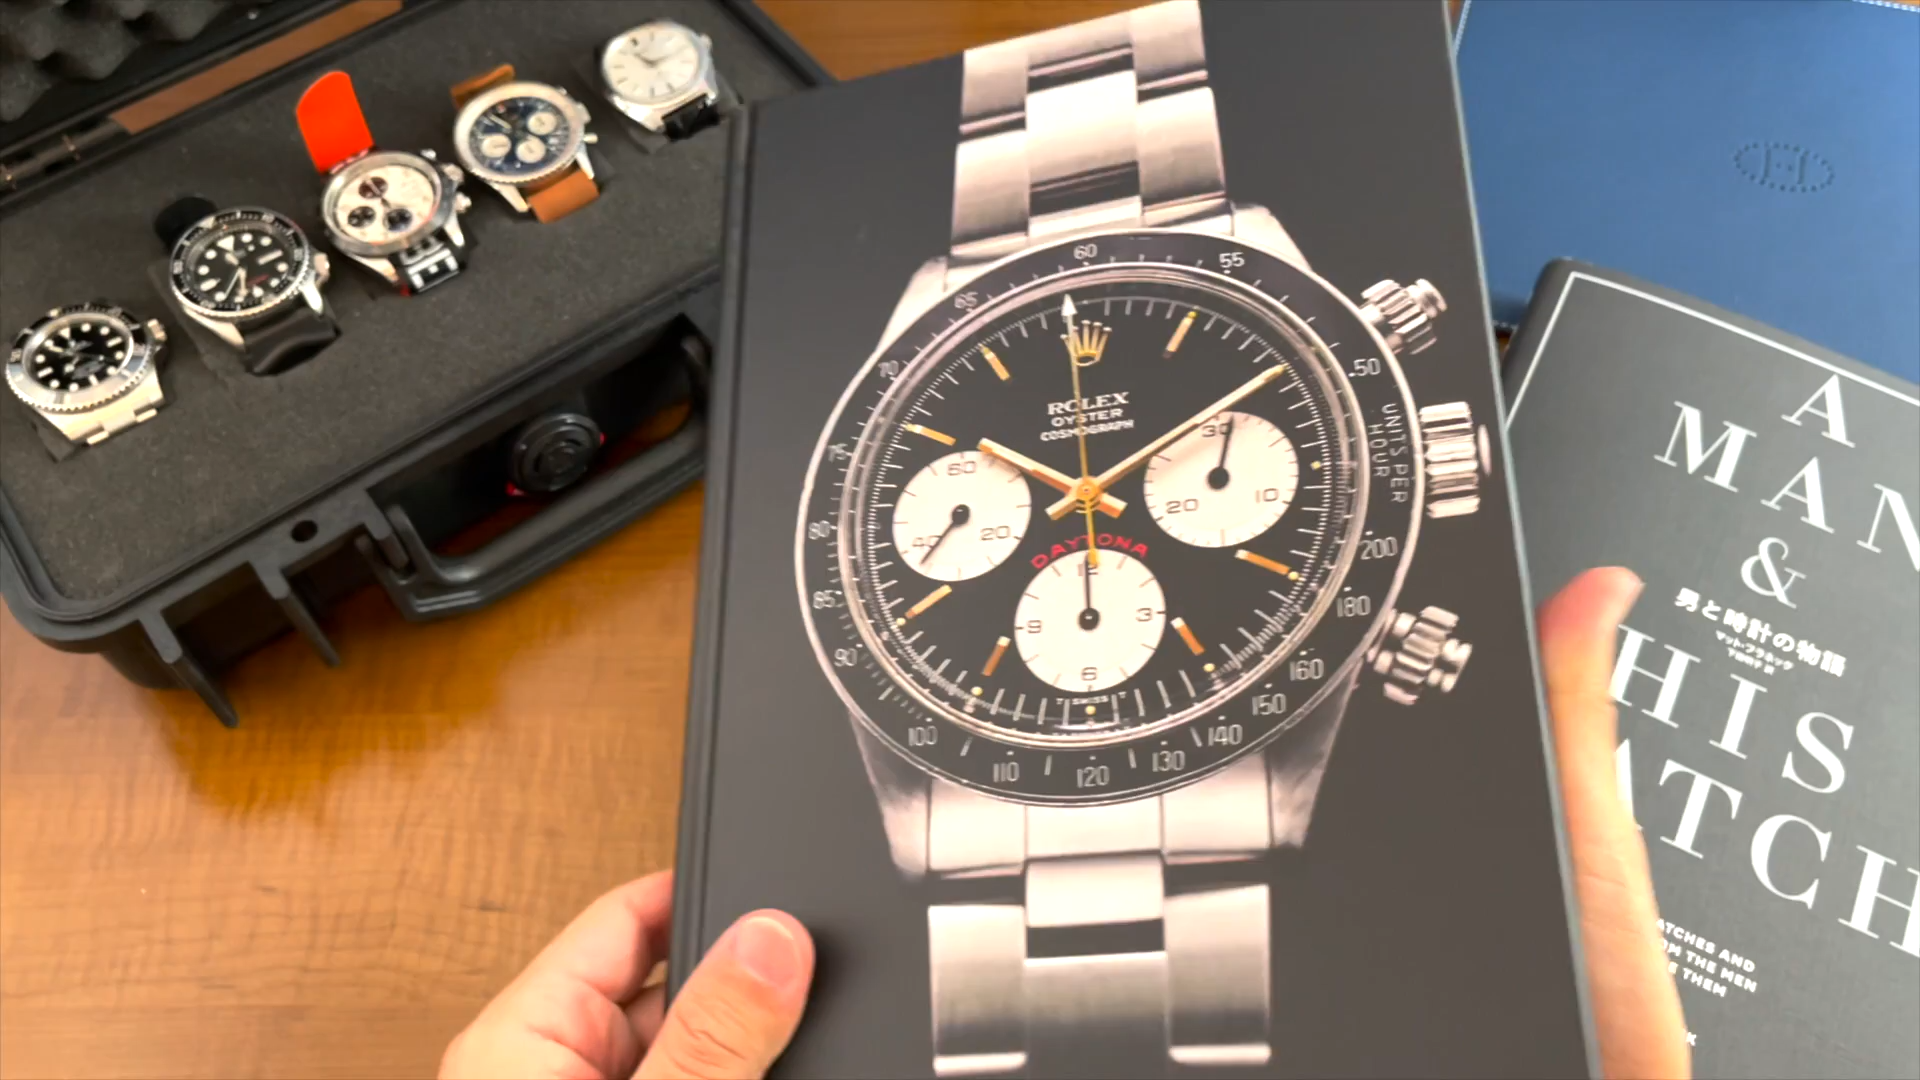 60
55
65
50
70
ROLEX
OYSTER
COSMOGRAPH
UNITS PER
HOUR
75
60
20
40
30
10
20
80
DAYTONA
12
3
6
9
200
180
85
90
160
150
140
130
120
110
100
H
A
MAN
&
男と時計の物語
HIS
ATCH
ATCHES AND
OM THE MEN
E THEM